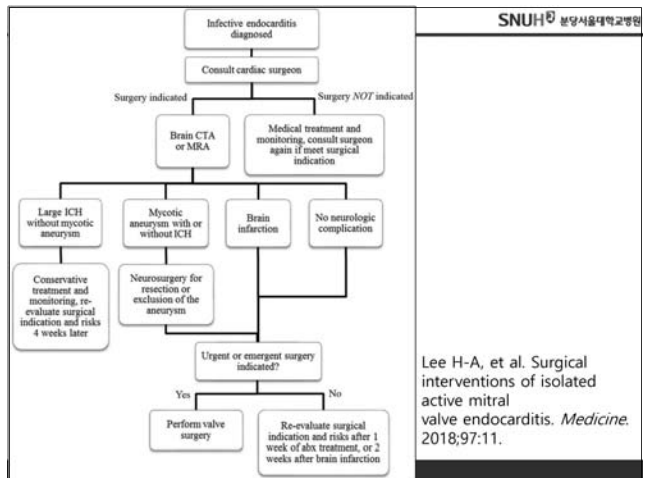 Infective endocarditis
diagnosed
SNUH 분당서울대학교병원
Consult cardiac surgeon
Surgery indicated
Surgery NOT indicated
Brain CTA
or MRA
Medical treatment and
monitoring, consult surgeon
again if meet surgical
indication
Large ICH
without mycotic
aneurysm
Mycotic
aneurysm with or
without ICH
Brain
infarction
No neurologic
complication
Conservative
treatment and
monitoring, re-
evaluate surgical
indication and risks
4 weeks later
Neurosurgery for
resection or
exclusion of the
aneurysm
Urgent or emergent surgery
indicated?
Yes
No
Perform valve
surgery
Re-evaluate surgical
indication and risks after 1
week of abx treatment, or 2
weeks after brain infarction
Lee H-A, et al. Surgical
interventions of isolated
active mitral
valve endocarditis. Medicine.
2018;97:11.